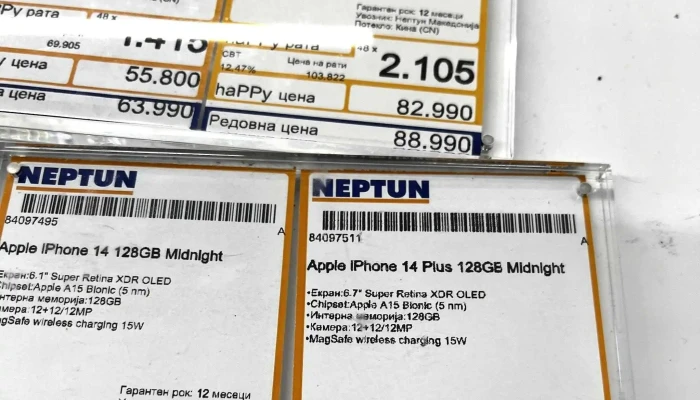 Гарантен рок: 12 месеци
Увозник: Нептун Македонија
Потекло: Кина (CN)
рата
48 x
1.415
69.905
цена
55.800
цена
63.990
рата
48 x
СВТ
12.47%
Цена на рати
103.822
2.105
haPPy цена
82.990
Редовна цена
88.990
NEPTUN
84097495
A
Apple iPhone 14 128GB Midnight
Екран:6.1" Super Retina XDR OLED
Chipset:Apple A15 Bionic (5 nm)
меморија:128GB
12+12/12MP
MagSafe wireless charging 15W
Гарантен рок: 12 месеци
NEPTUN
84097511
A
Apple iPhone 14 Plus 128GB Midnight
•Екран:6.7" Super Retina XDR OLED
•Chipset:Apple A15 Bionic (5 nm)
•Интерна меморија:128GB
•Камера:12+12/12MP
•MagSafe wireless charging 15W